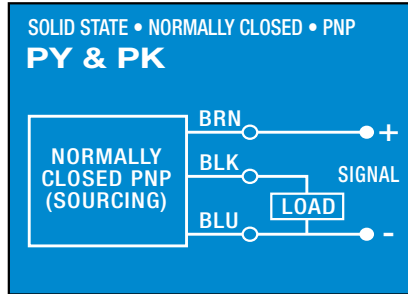 SOLID STATE • NORMALLY CLOSED • PNP
PY & PK
BRN
+
NORMALLY
CLOSED PNP
(SOURCING)
BLK
SIGNAL
LOAD
BLU
-